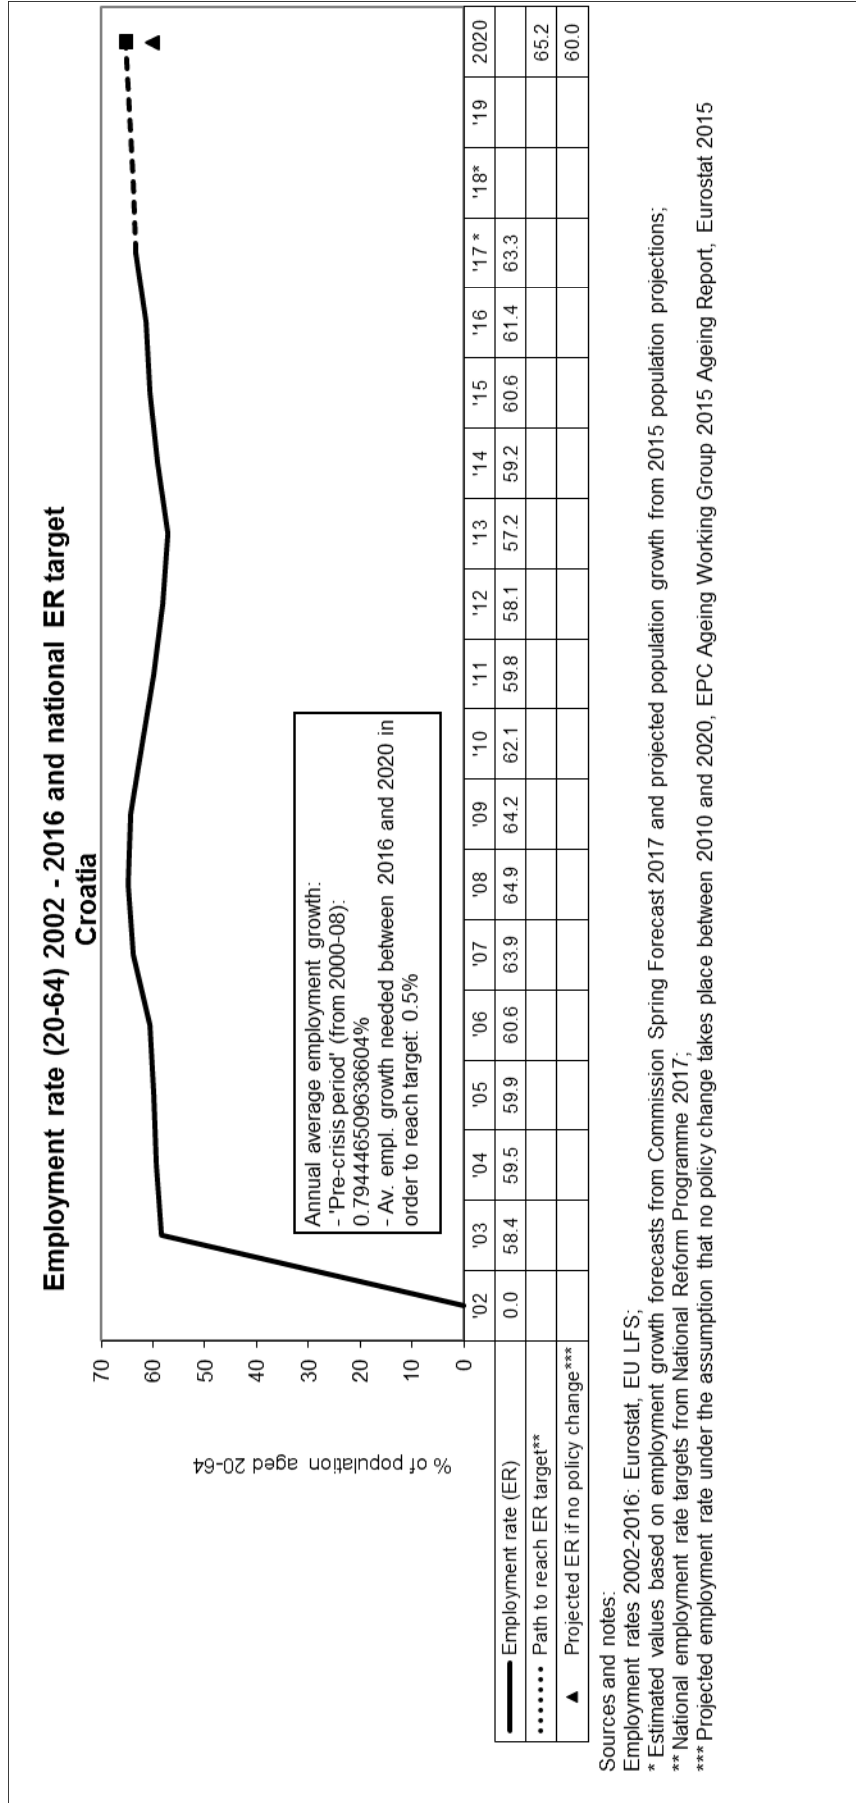 Employment rate (20-64) 2002 - 2016 and national ER target
Croatia
% of population aged 20-64
70
60
50
40
30
20
10
0
Annual average employment growth:
- 'Pre-crisis period' (from 2000-08):
0.794446509636604%
- Av. empl. growth needed between 2016 and 2020 in
order to reach target: 0.5%
'02 '03 '04 '05 '06 '07 '08 '09 '10 '11 '12 '13 '14 '15 '16 '17 * '18* '19 2020
Employment rate (ER) 0.0 58.4 59.5 59.9 60.6 63.9 64.9 64.2 62.1 59.8 58.1 57.2 59.2 60.6 61.4 63.3
Path to reach ER target** 65.2
Projected ER if no policy change*** 60.0
Sources and notes:
Employment rates 2002-2016: Eurostat, EU LFS;
* Estimated values based on employment growth forecasts from Commission Spring Forecast 2017 and projected population growth from 2015 population projections;
** National employment rate targets from National Reform Programme 2017;
*** Projected employment rate under the assumption that no policy change takes place between 2010 and 2020, EPC Ageing Working Group 2015 Ageing Report, Eurostat 2015